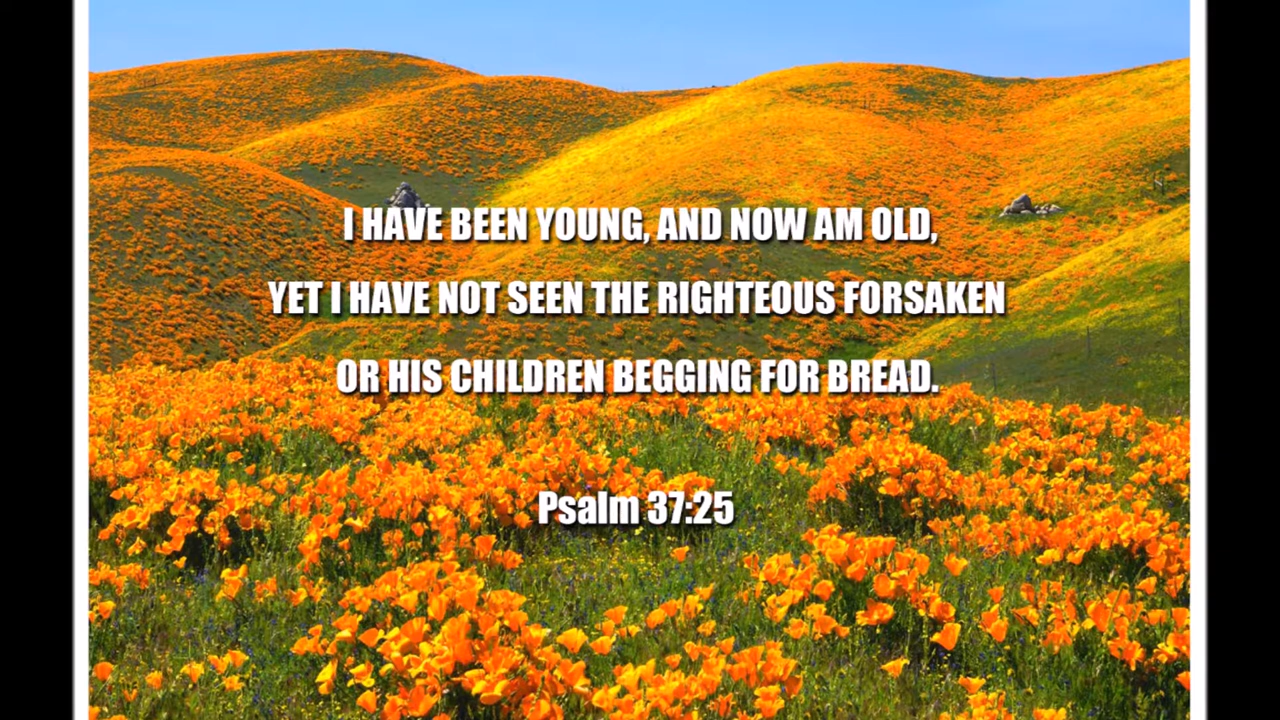 I HAVE BEEN YOUNG, AND NOW AM OLD,
YET I HAVE NOT SEEN THE RIGHTEOUS FORSAKEN
OR HIS CHILDREN BEGGING FOR BREAD.
Psalm 37:25